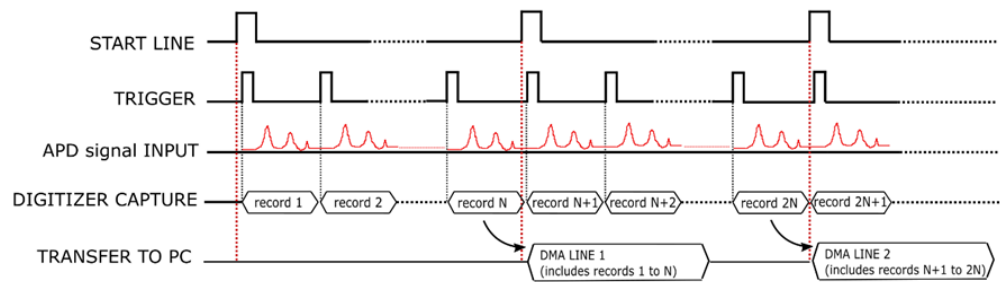 START LINE
TRIGGER
APD signal INPUT
DIGITIZER CAPTURE
record 1
record 2
record N
record N+1
record N+2
record 2N
record 2N+1
TRANSFER TO PC
DMA LINE 1
(includes records 1 to N)
DMA LINE 2
(includes records N+1 to 2N)